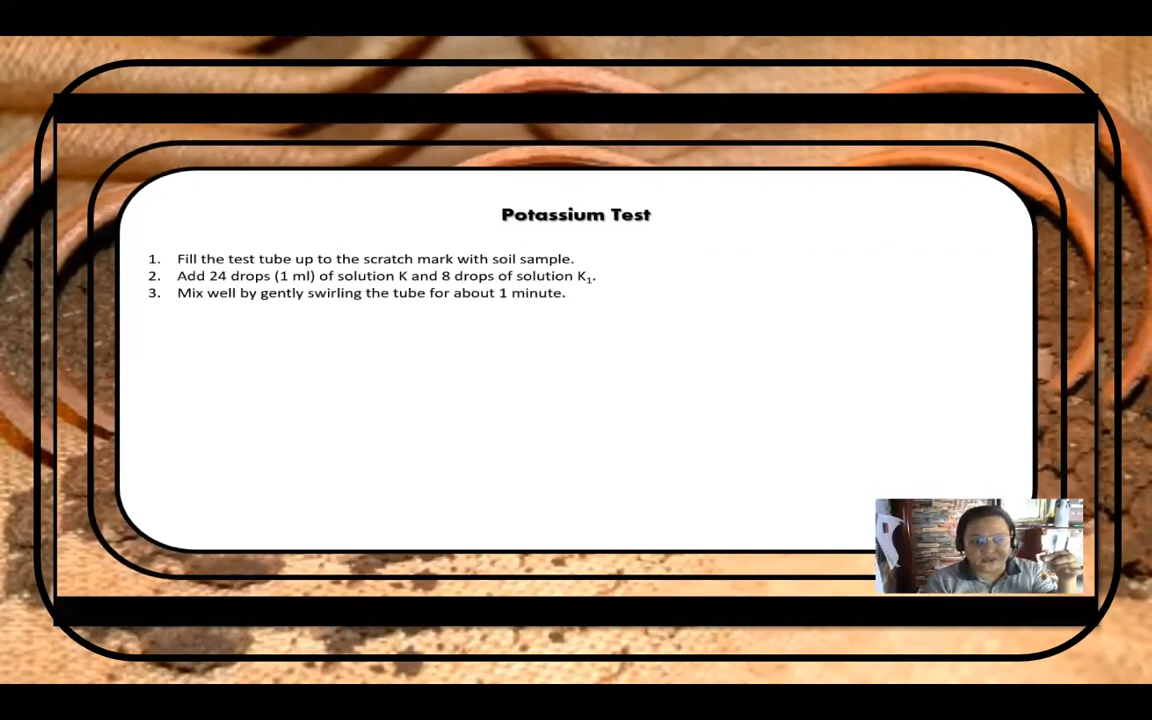 Potassium Test
1. Fill the test tube up to the scratch mark with soil sample.
2. Add 24 drops (1 ml) of solution K and 8 drops of solution K₁.
3. Mix well by gently swirling the tube for about 1 minute.